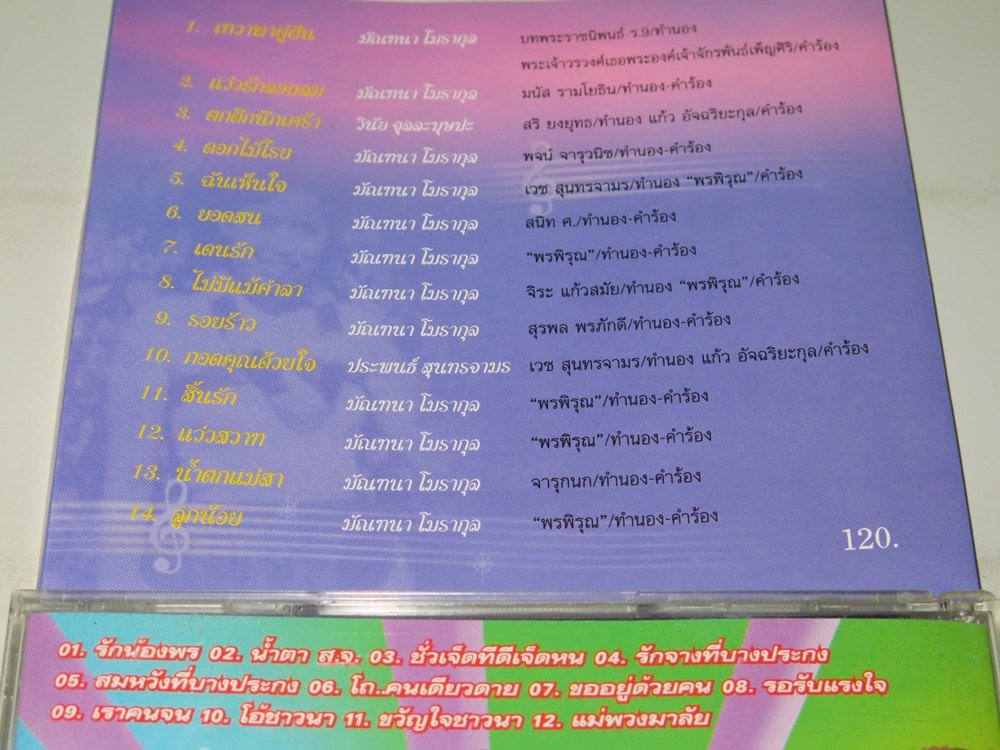 1. เทวาพาคู่ฝัน มัณฑนา โมรากุล บทพระราชนิพนธ์ ร.9/ทำนอง
พระเจ้าวรวงศ์เธอพระองค์เจ้าจักรพันธ์เพ็ญศิริ/คำร้อง
2. แว่วรักลอยลม มัณฑนา โมรากุล มนัส รามโยธิน/ทำนอง-คำร้อง
3. ตกดึกนึกเศร้า วินัย จุลละบุษปะ สริ ยงยุทธ/ทำนอง แก้ว อัจฉริยะกุล/คำร้อง
4. ดอกไม้โรย มัณฑนา โมรากุล พจน์ จารุวนิช/ทำนอง-คำร้อง
5. ฉันเห็นใจ มัณฑนา โมรากุล เวช สุนทรจามร/ทำนอง “พรพิรุณ”/คำร้อง
6. ยอดสน มัณฑนา โมรากุล สนิท ศ./ทำนอง-คำร้อง
7. เดนรัก มัณฑนา โมรากุล “พรพิรุณ”/ทำนอง-คำร้อง
8. ไม่มีแม้คำลา มัณฑนา โมรากุล จิระ แก้วสมัย/ทำนอง “พรพิรุณ”/คำร้อง
9. รอยร้าว มัณฑนา โมรากุล สุรพล พรภักดี/ทำนอง-คำร้อง
10. กอดคุณด้วยใจ ประพนธ์ สุนทรจามร เวช สุนทรจามร/ทำนอง แก้ว อัจฉริยะกุล/คำร้อง
11. สิ้นรัก มัณฑนา โมรากุล “พรพิรุณ”/ทำนอง-คำร้อง
12. แว่วสวาท มัณฑนา โมรากุล “พรพิรุณ”/ทำนอง-คำร้อง
13. น้ำตกแม่สา มัณฑนา โมรากุล จารุกนก/ทำนอง-คำร้อง
14. ลูกน้อย มัณฑนา โมรากุล “พรพิรุณ”/ทำนอง-คำร้อง
120.
01. รักน้องพร 02. น้ำตา ส.จ. 03. ชั่วเจ็ดทีดีเจ็ดหน 04. รักจางที่บางประกง
05. สมหวังที่บางประกง 06. โถ..คนเดียวดาย 07. ขออยู่ด้วยคน 08. รอรับแรงใจ
09. เราคนจน 10. โอ้ชาวนา 11. ขวัญใจชาวนา 12. แม่พวงมาลัย